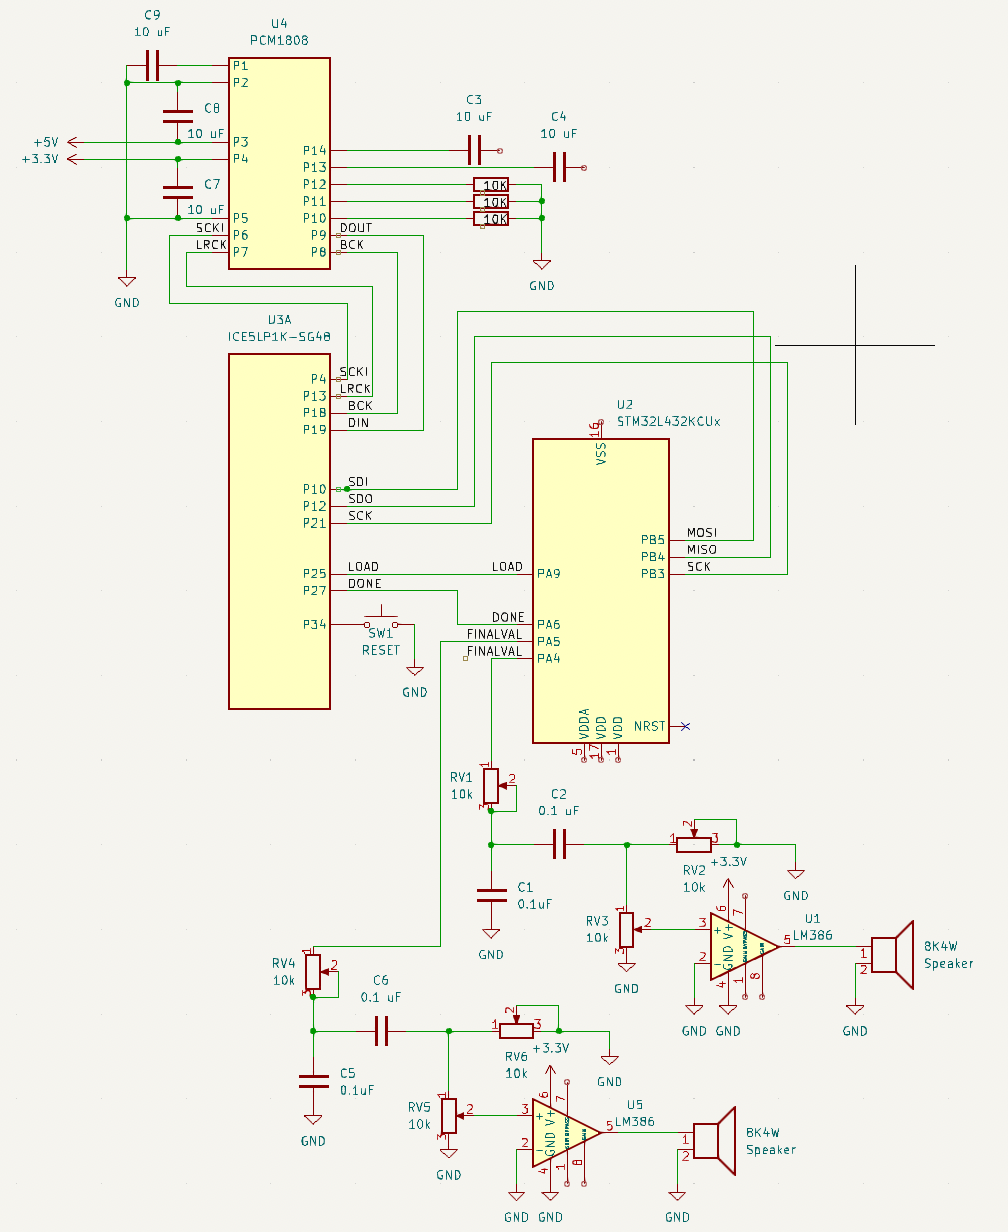 C9
10 uF
U4
PCM1808
P1
P2
C8
10 uF
+5V
P3
+3.3V
P4
C7
10 uF
P5
SCKI
P6
LRCK
P7
P14
P13
P12
P11
P10
P9
P8
DOUT
BCK
C3
10 uF
C4
10 uF
10K
10K
10K
GND
GND
U3A
ICE5LP1K-SG48
P4
SCKI
P13
LRCK
P18
BCK
P19
DIN
P10
SDI
P12
SDO
P21
SCK
P25
LOAD
P27
DONE
P34
SW1
RESET
GND
U2
STM32L432KCUx
16
VSS
PB5
MOSI
PB4
MISO
PB3
SCK
LOAD
PA9
DONE
PA6
FINALVAL
PA5
FINALVAL
PA4
NRST
VDDA
VDD
VDD
5
17
1
RV1
10k
1
2
3
C2
0.1 uF
C1
0.1uF
GND
1
2
3
RV2
10k
GND
+3.3V
RV3
10k
1
2
3
GND
U1
LM386
3
+
2
-
6
V+
7
BYPASS
GAIN
GND
4
1
8
5
GND
GND
1
2
8K4W
Speaker
GND
RV4
10k
1
2
3
C6
0.1 uF
C5
0.1uF
GND
1
2
3
RV6
10k
GND
+3.3V
RV5
10k
1
2
3
GND
U5
LM386
3
+
2
-
6
V+
7
BYPASS
GAIN
GND
4
1
8
5
GND
GND
1
2
8K4W
Speaker
GND